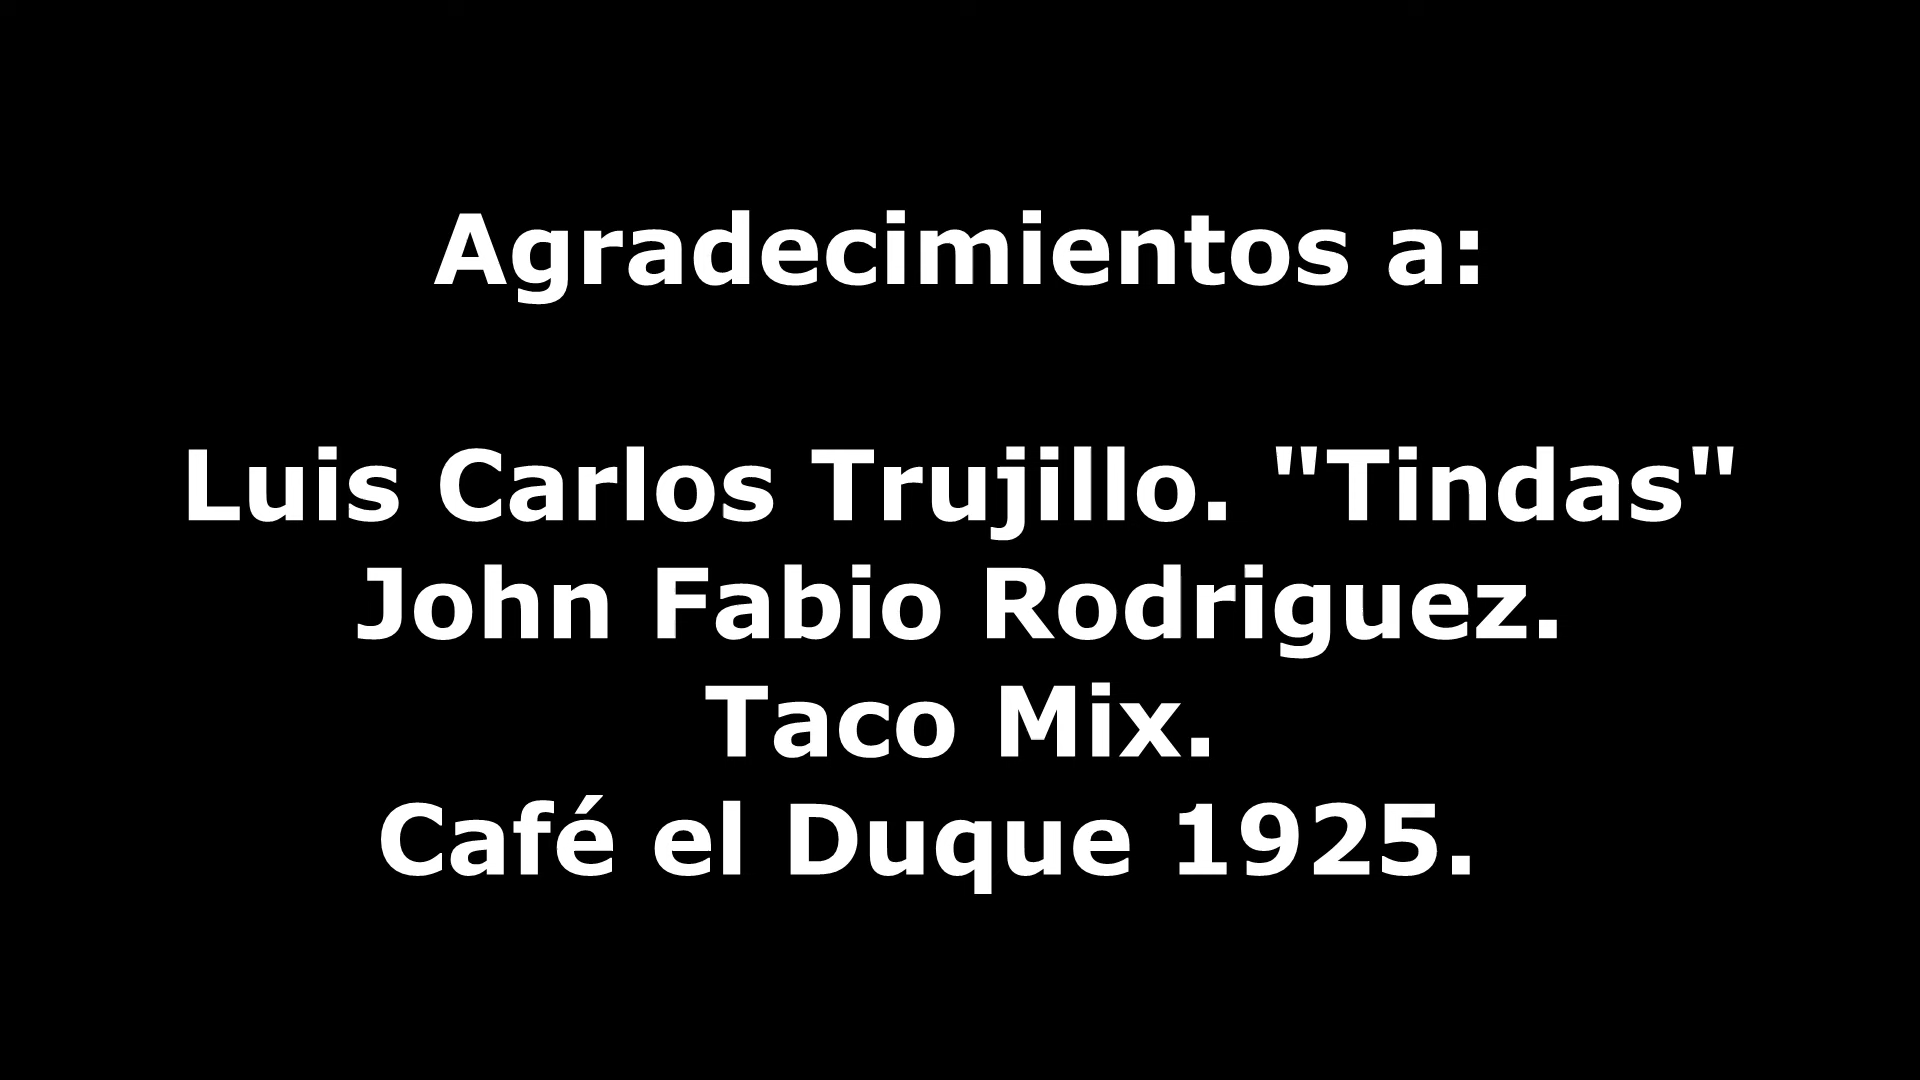 Agradecimientos a:
Luis Carlos Trujillo. "Tindas"
John Fabio Rodriguez.
Taco Mix.
Café el Duque 1925.